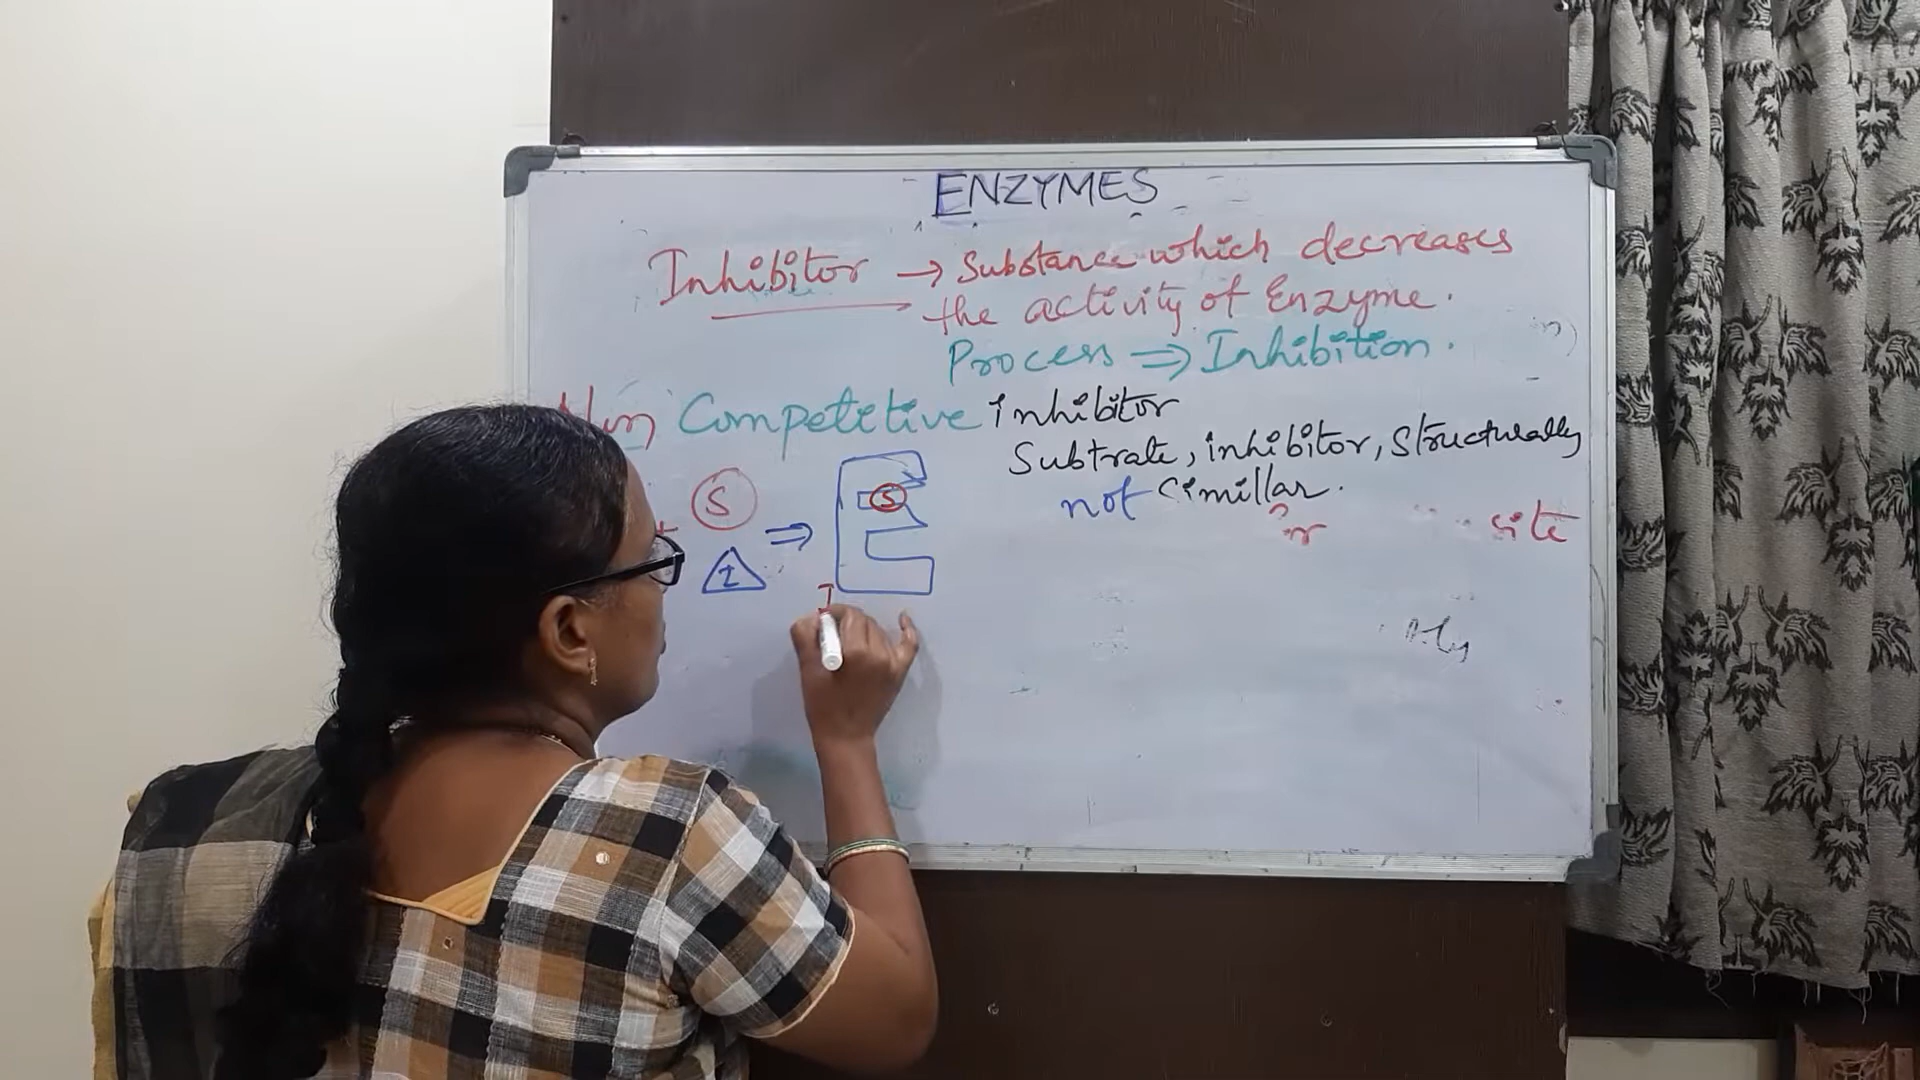 ENZYMES
Inhibitor → Substance which decreases
the activity of Enzyme.
Process ⇒ Inhibition.
Non Competetive inhibitor
Subtrate, inhibitor, Structurally
not Simillar.
S
S
+
⇒
I
site
I